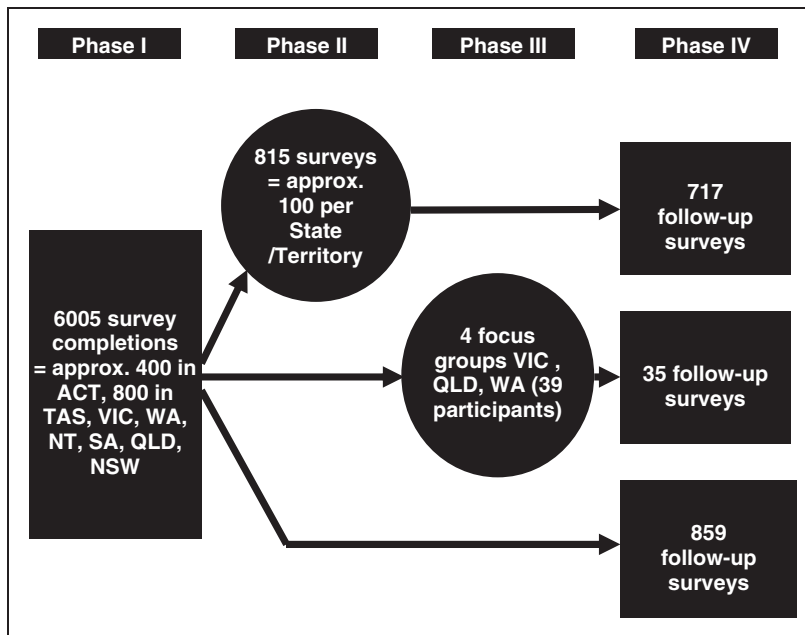 Phase I
Phase II
Phase III
Phase IV
815 surveys
= approx.
100 per
State
/Territory
717
follow-up
surveys
6005 survey
completions
= approx. 400 in
ACT, 800 in
TAS, VIC, WA,
NT, SA, QLD,
NSW
4 focus
groups VIC ,
QLD, WA (39
participants)
35 follow-up
surveys
859
follow-up
surveys